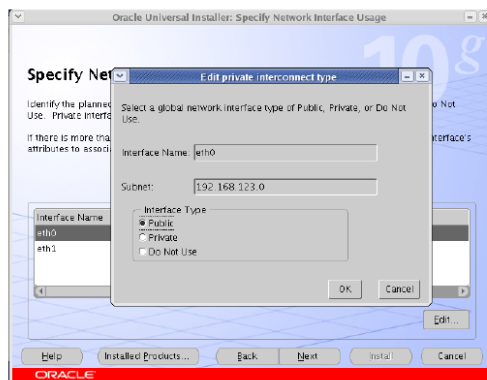 Oracle Universal Installer: Specify Network Interface Usage
10g
Specify Net
Edit private interconnect type
Identify the planned
o Not
Use. Private interfa
Select a global network interface type of Public, Private, or Do Not
Use.
If there is more tha
nterface's
attributes to associ
Interface Name: eth0
Subnet: 192.168.123.0
Interface Type
Public
Private
Do Not Use
OK Cancel
Interface Name
eth0
eth1
Edit...
Help Installed Products... Back Next Install Cancel
ORACLE